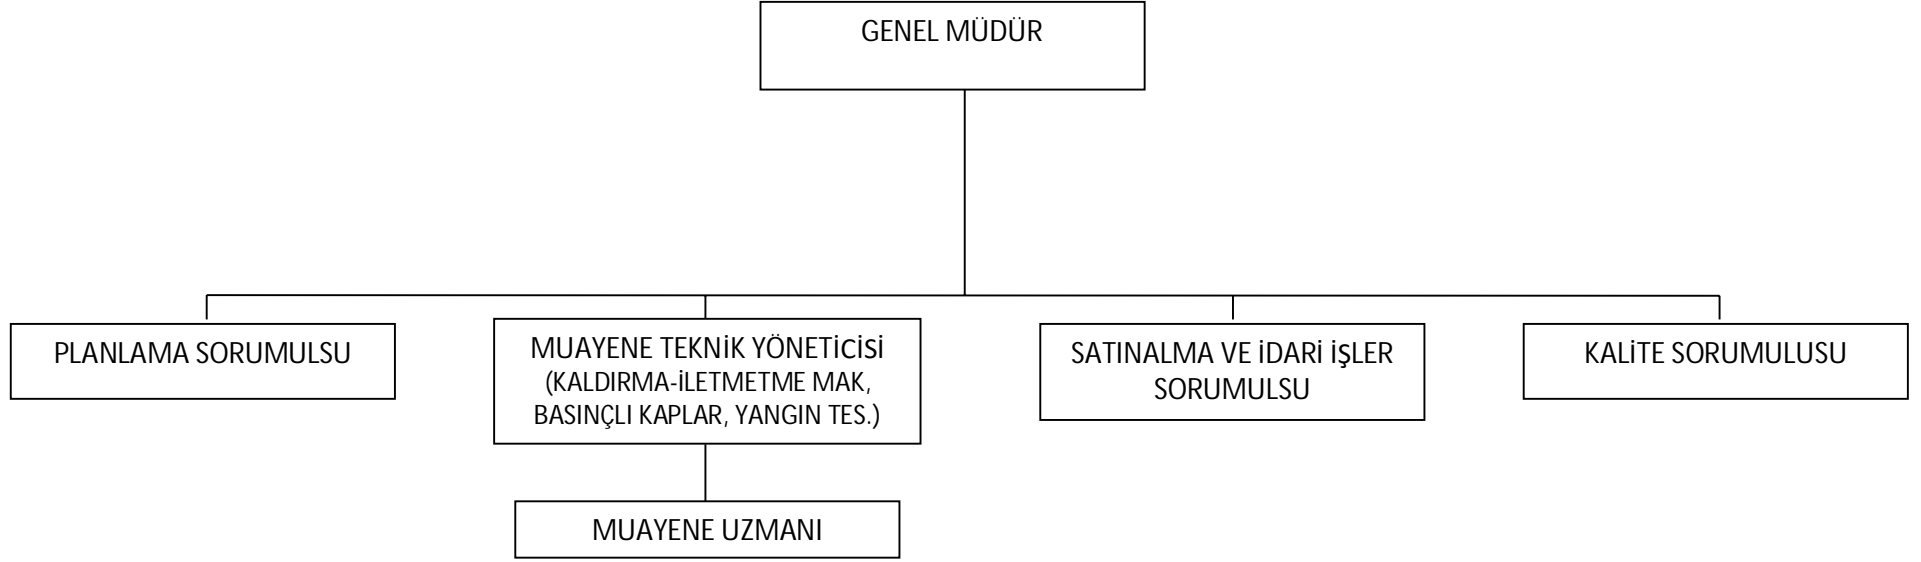 GENEL MÜDÜR
PLANLAMA SORUMULSU
MUAYENE TEKNİK YÖNETİCİSİ
(KALDIRMA-İLETMETME MAK,
BASINÇLI KAPLAR, YANGIN TES.)
SATINALMA VE İDARİ İŞLER
SORUMULSU
KALİTE SORUMULUSU
MUAYENE UZMANI